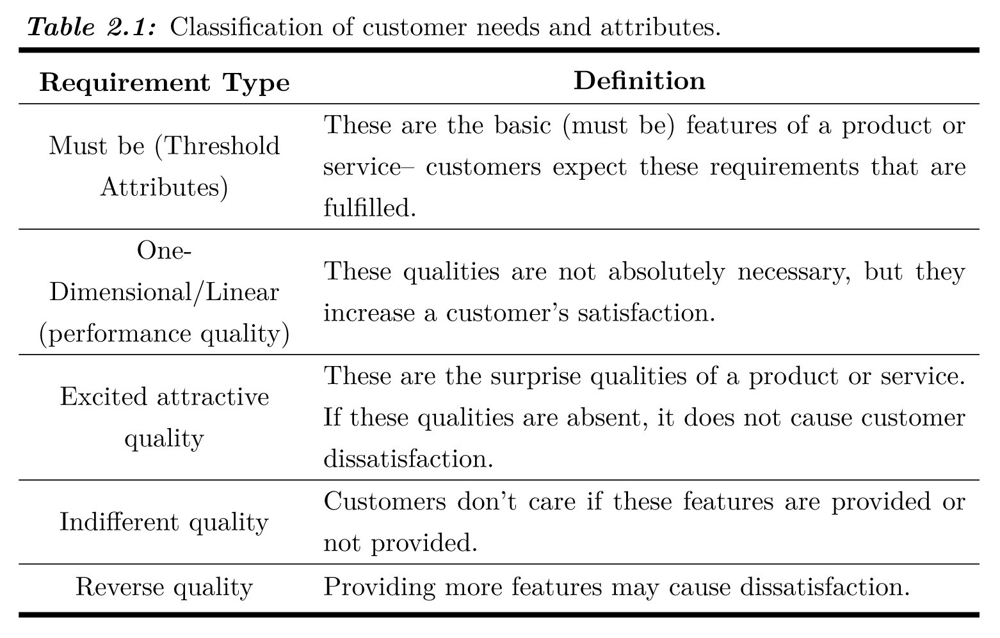 Table 2.1: Classification of customer needs and attributes.
Requirement Type
Definition
Must be (Threshold
Attributes)
These are the basic (must be) features of a product or
service– customers expect these requirements that are
fulfilled.
One-
Dimensional/Linear
(performance quality)
These qualities are not absolutely necessary, but they
increase a customer's satisfaction.
Excited attractive
quality
These are the surprise qualities of a product or service.
If these qualities are absent, it does not cause customer
dissatisfaction.
Indifferent quality
Customers don't care if these features are provided or
not provided.
Reverse quality
Providing more features may cause dissatisfaction.